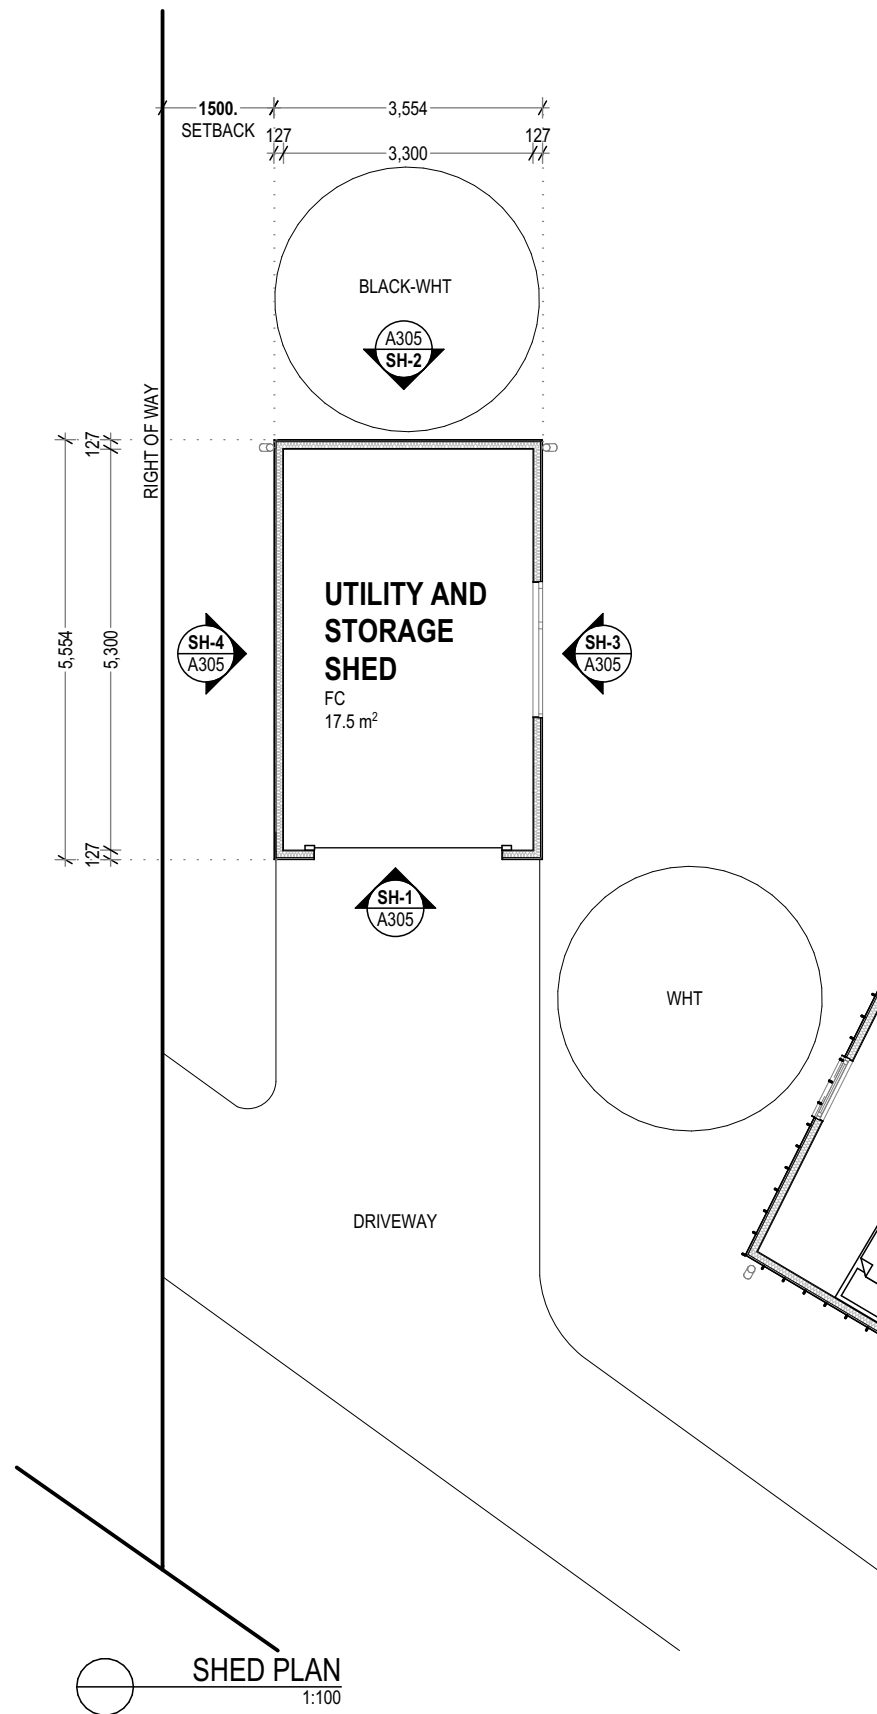 1500.
3,554
SETBACK
127
127
3,300
BLACK-WHT
A305
SH-2
RIGHT OF WAY
127
5,554
5,300
127
UTILITY AND
STORAGE
SHED
FC
17.5 m²
SH-4
A305
SH-3
A305
SH-1
A305
WHT
DRIVEWAY
SHED PLAN
1:100